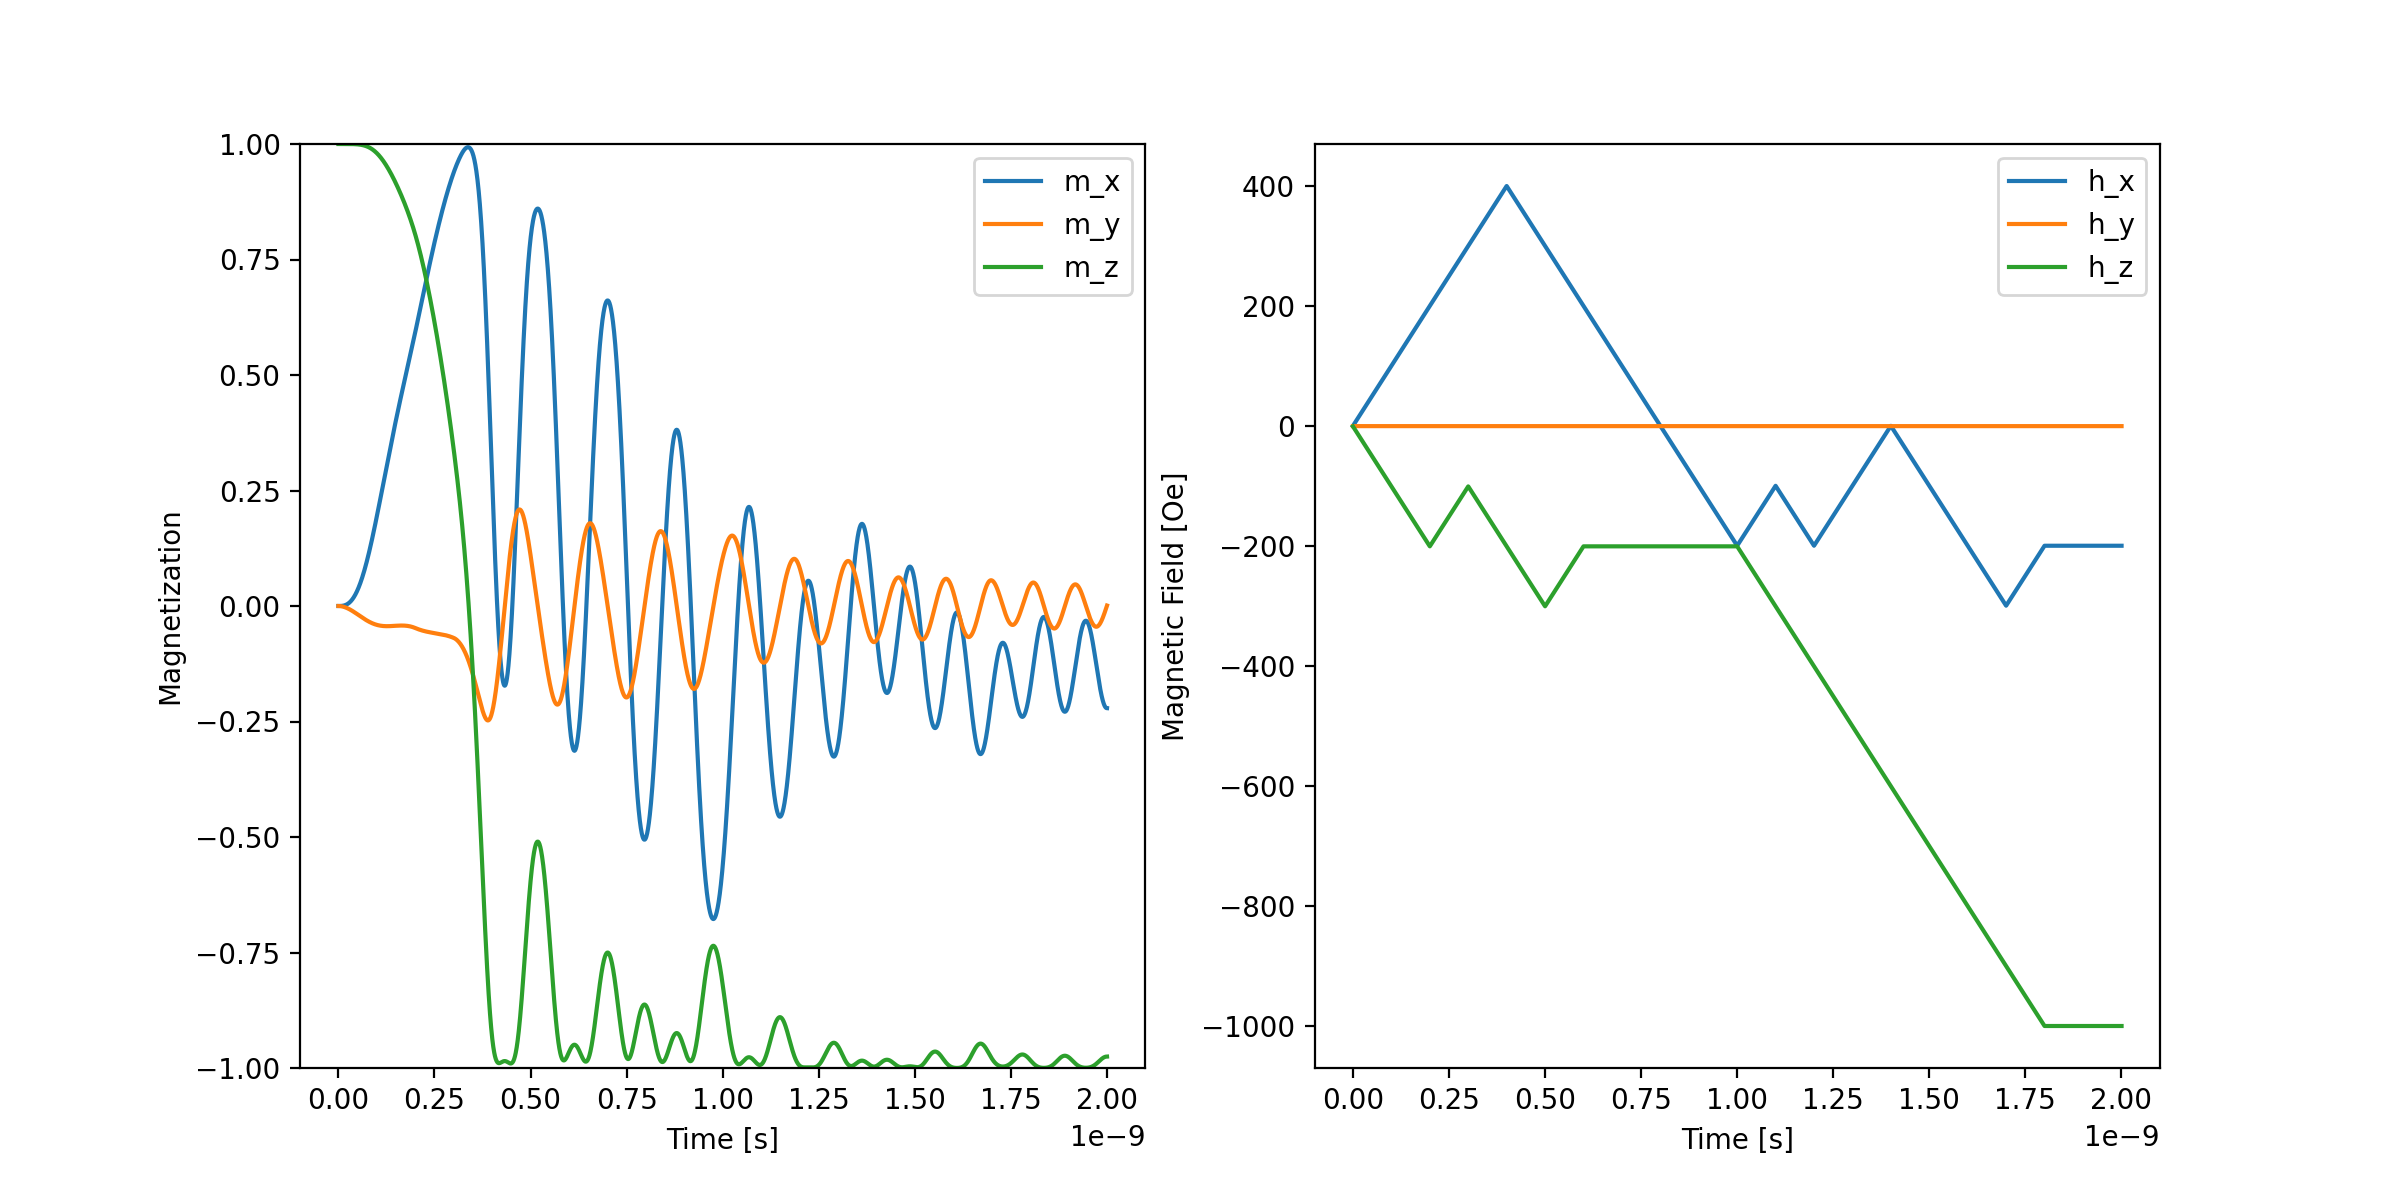 Magnetization
1.00
0.75
0.50
0.25
0.00
−0.25
−0.50
−0.75
−1.00
m_x
m_y
m_z
0.00 0.25 0.50 0.75 1.00 1.25 1.50 1.75 2.00
Time [s]
1e−9
Magnetic Field [Oe]
400
200
0
−200
−400
−600
−800
−1000
h_x
h_y
h_z
0.00 0.25 0.50 0.75 1.00 1.25 1.50 1.75 2.00
Time [s]
1e−9